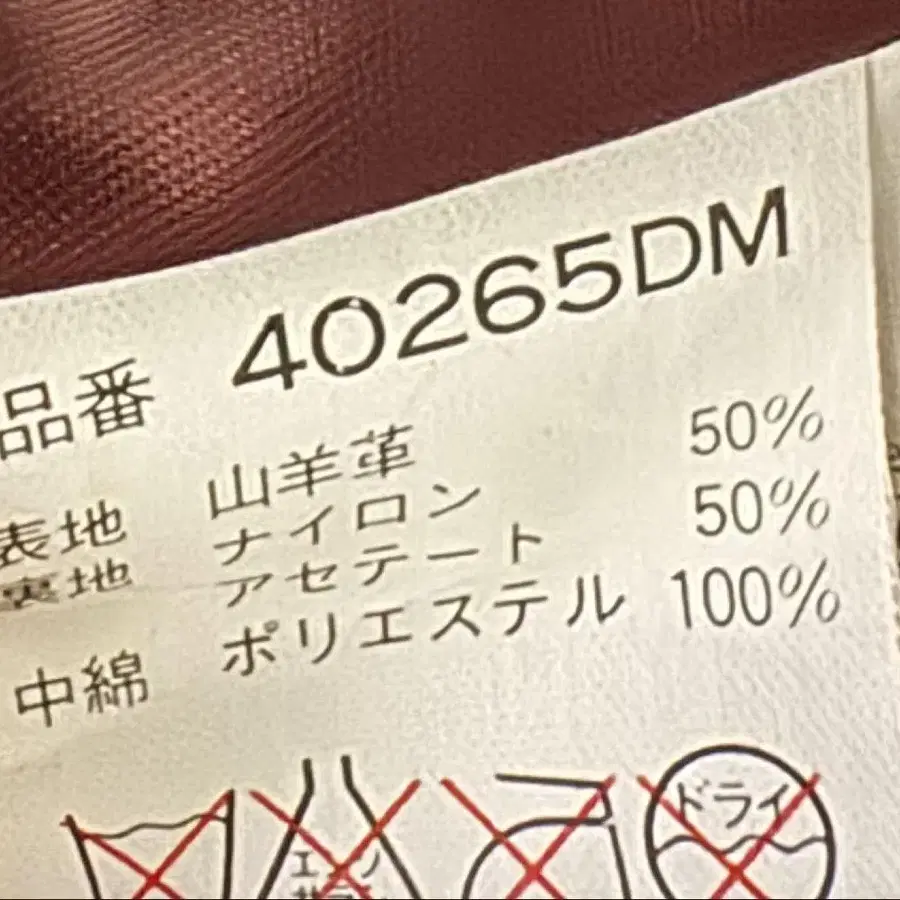 品番 40265DM
表地 山羊革
裏地 ナイロン 50%
アセテート 50%
中綿 ポリエステル 100%
ドライ